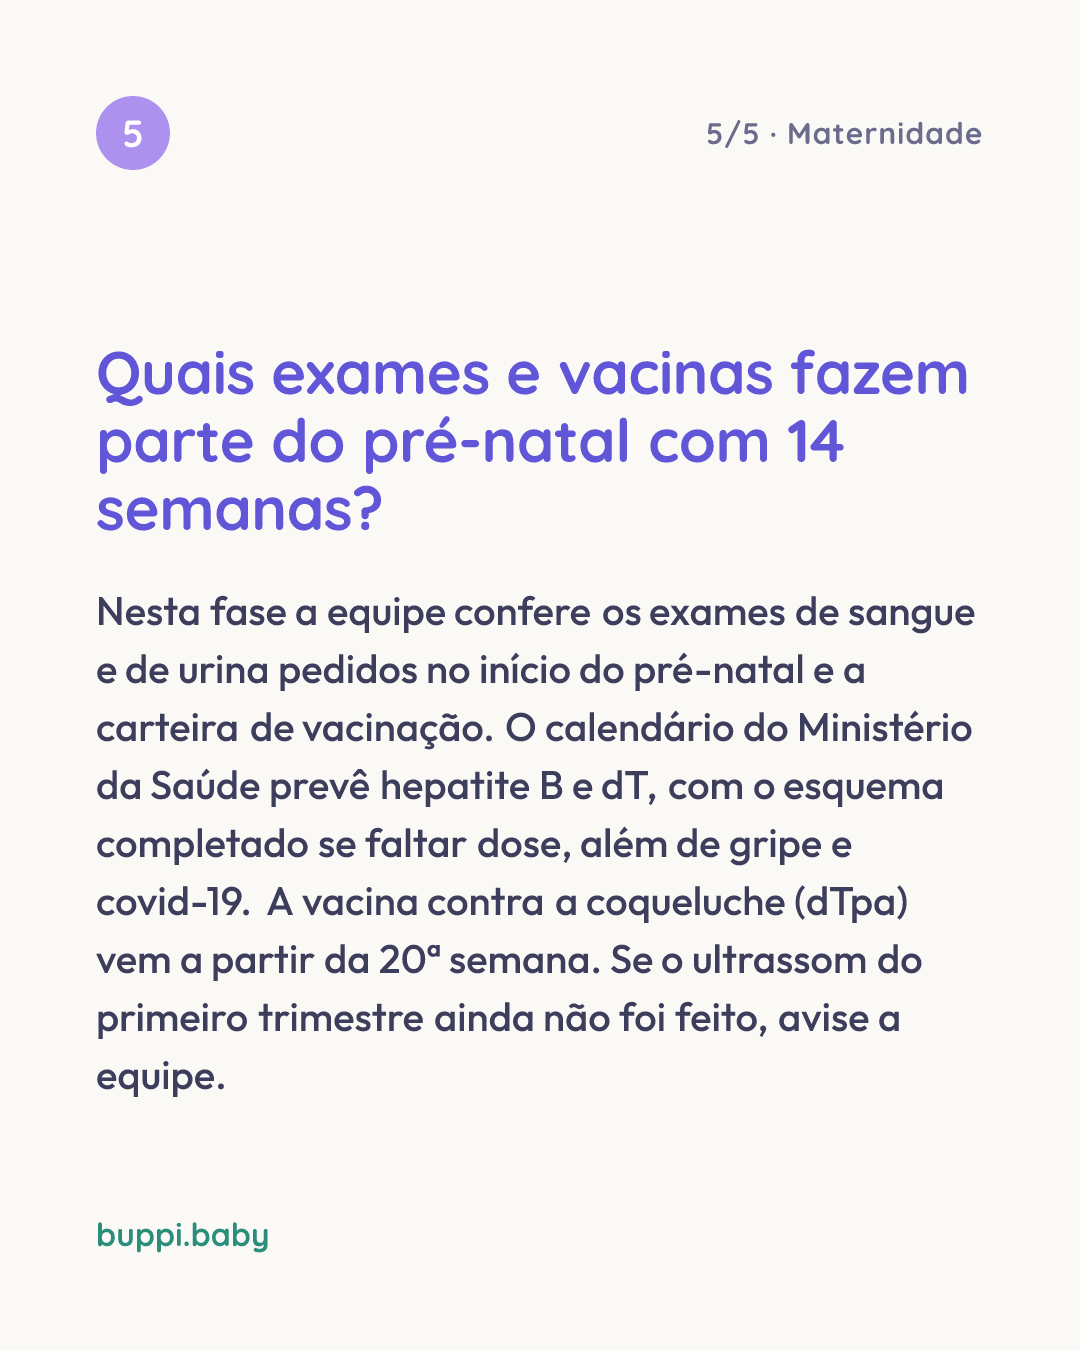 5
5/5 · Maternidade
Quais exames e vacinas fazem
parte do pré-natal com 14
semanas?
Nesta fase a equipe confere os exames de sangue
e de urina pedidos no início do pré-natal e a
carteira de vacinação. O calendário do Ministério
da Saúde prevê hepatite B e dT, com o esquema
completado se faltar dose, além de gripe e
covid-19. A vacina contra a coqueluche (dTpa)
vem a partir da 20ª semana. Se o ultrassom do
primeiro trimestre ainda não foi feito, avise a
equipe.
buppi.baby